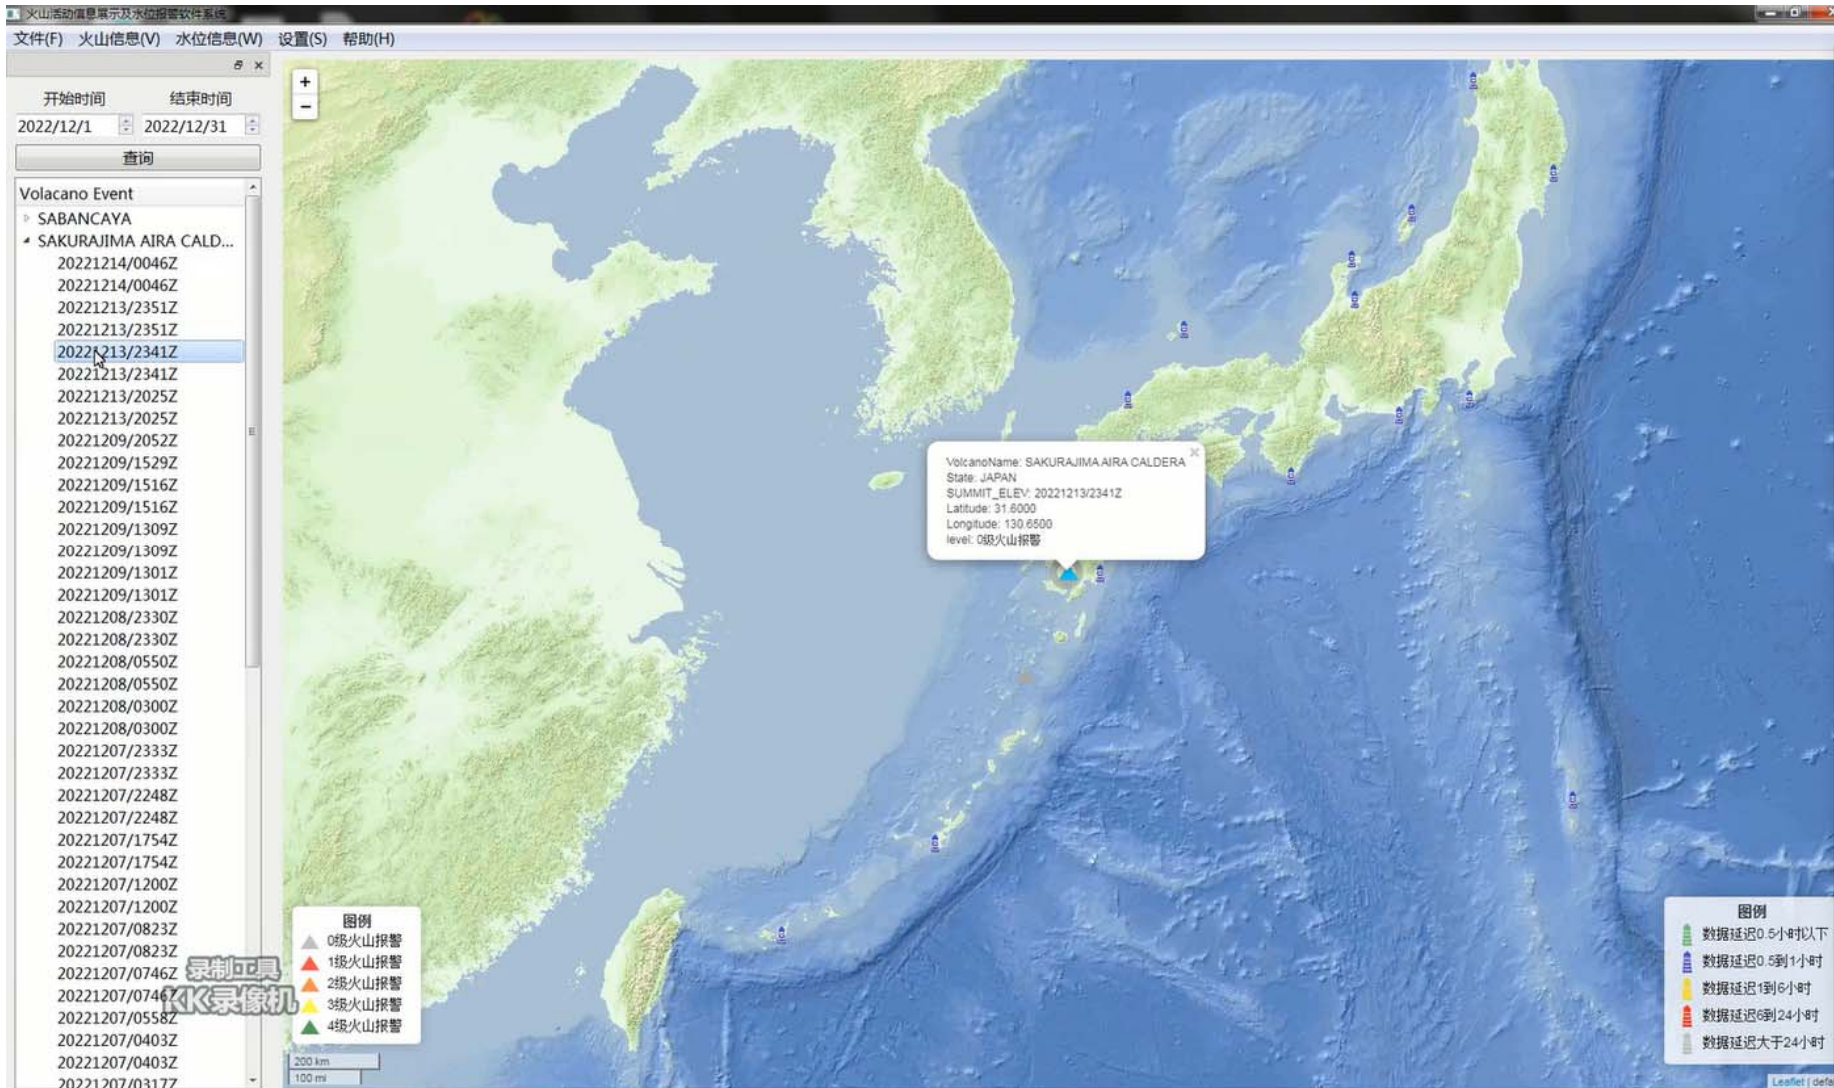 火山活动信息展示及水位报警软件系统
文件(F) 火山信息(V) 水位信息(W) 设置(S) 帮助(H)
开始时间 结束时间
2022/12/1 2022/12/31
查询
Volacano Event
SABANCAYA
SAKURAJIMA AIRA CALD...
20221214/0046Z
20221214/0046Z
20221213/2351Z
20221213/2351Z
20221213/2341Z
20221213/2341Z
20221213/2025Z
20221213/2025Z
20221209/2052Z
20221209/1529Z
20221209/1516Z
20221209/1516Z
20221209/1309Z
20221209/1309Z
20221209/1301Z
20221209/1301Z
20221208/2330Z
20221208/2330Z
20221208/0550Z
20221208/0550Z
20221208/0300Z
20221208/0300Z
20221207/2333Z
20221207/2333Z
20221207/2248Z
20221207/2248Z
20221207/1754Z
20221207/1754Z
20221207/1200Z
20221207/1200Z
20221207/0823Z
20221207/0823Z
20221207/0746Z
20221207/0746Z
20221207/0558Z
20221207/0403Z
20221207/0403Z
20221207/0317Z
录制工具
KK录像机
+
−
VolcanoName: SAKURAJIMA AIRA CALDERA
State: JAPAN
SUMMIT_ELEV: 20221213/2341Z
Latitude: 31.6000
Longitude: 130.6500
level: 0级火山报警
图例
0级火山报警
1级火山报警
2级火山报警
3级火山报警
4级火山报警
200 km
100 mi
图例
数据延迟0.5小时以下
数据延迟0.5到1小时
数据延迟1到6小时
数据延迟6到24小时
数据延迟大于24小时
Leaflet | defa